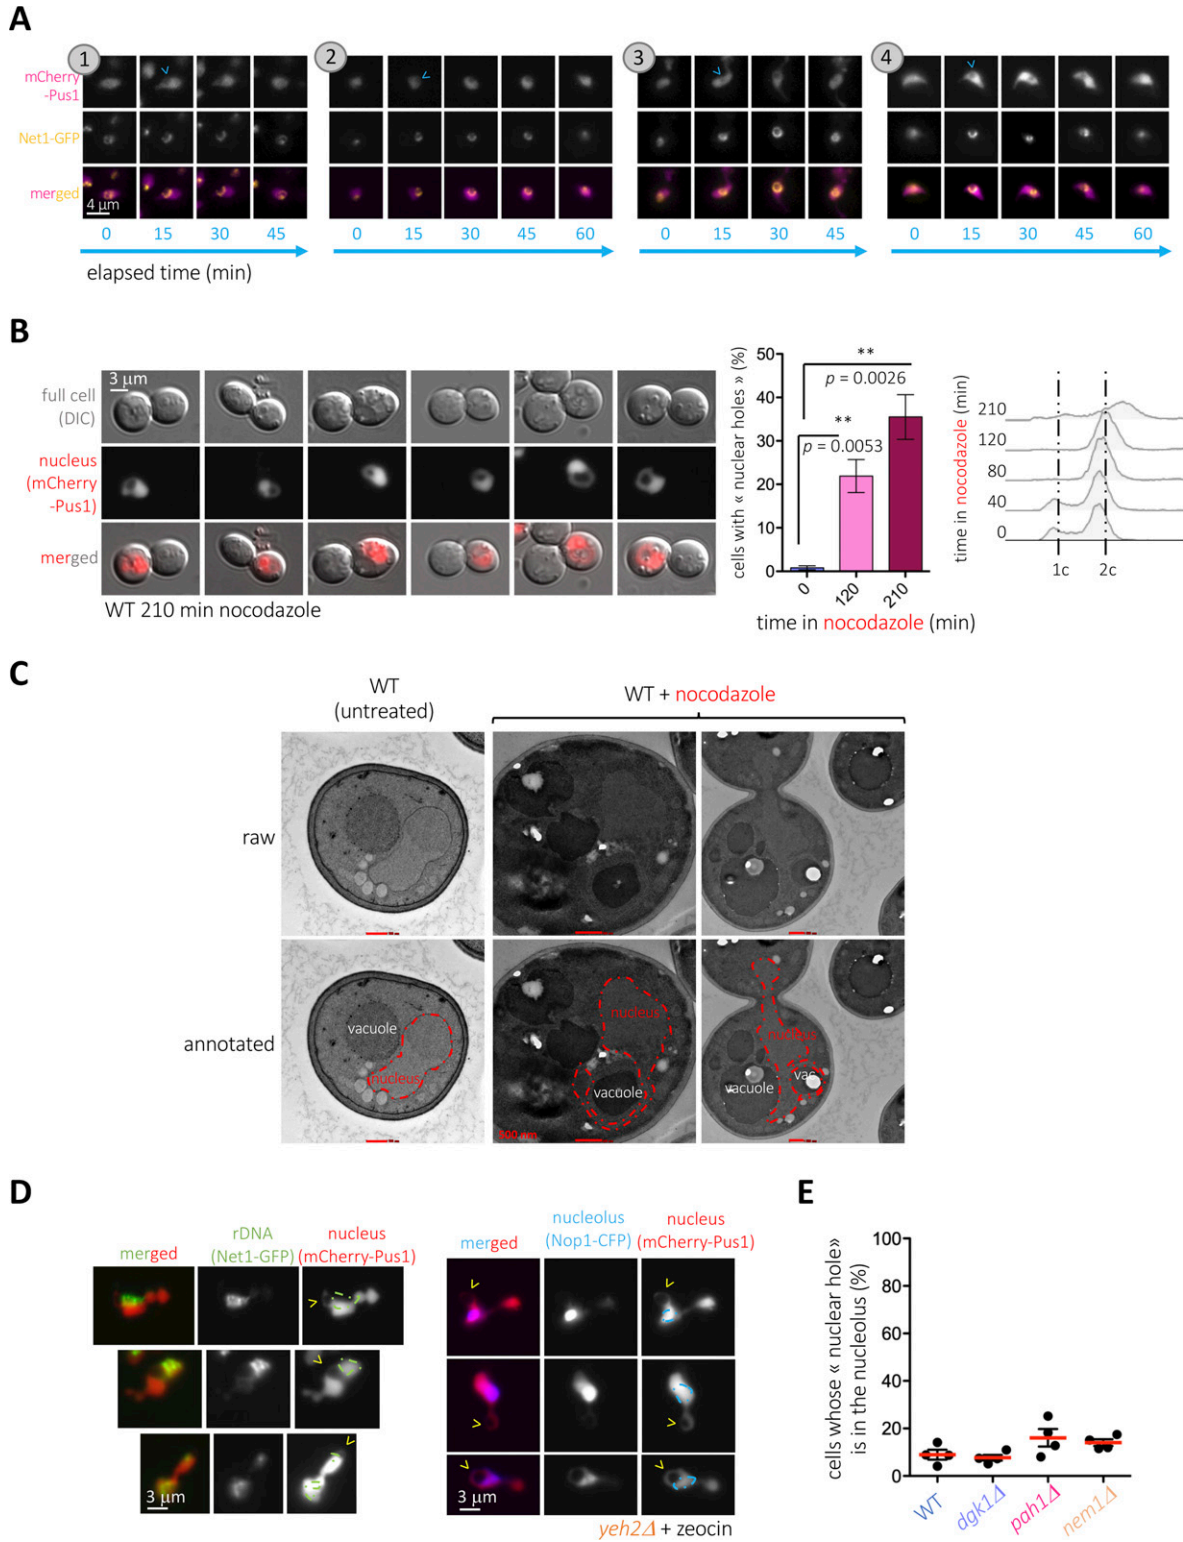 A
1
2
3
4
mCherry
-Pus1
Net1-GFP
merged
4 µm
0 15 30 45
0 15 30 45 60
0 15 30 45
0 15 30 45 60
elapsed time (min)
B
3 µm
full cell
(DIC)
nucleus
(mCherry
-Pus1)
merged
WT 210 min nocodazole
cells with « nuclear holes » (%)
50
40
30
20
10
0
**
p = 0.0026
**
p = 0.0053
0
120
210
time in nocodazole (min)
time in nocodazole (min)
210
120
80
40
0
1c
2c
C
WT
(untreated)
WT + nocodazole
raw
annotated
vacuole
nucleus
nucleus
vacuole
500 nm
nucleus
vacuole
vac
D
merged
rDNA
(Net1-GFP)
nucleus
(mCherry-Pus1)
3 µm
merged
nucleolus
(Nop1-CFP)
nucleus
(mCherry-Pus1)
3 µm
yeh2Δ + zeocin
E
cells whose « nuclear hole»
is in the nucleolus (%)
100
80
60
40
20
0
WT
dgk1Δ
pah1Δ
nem1Δ